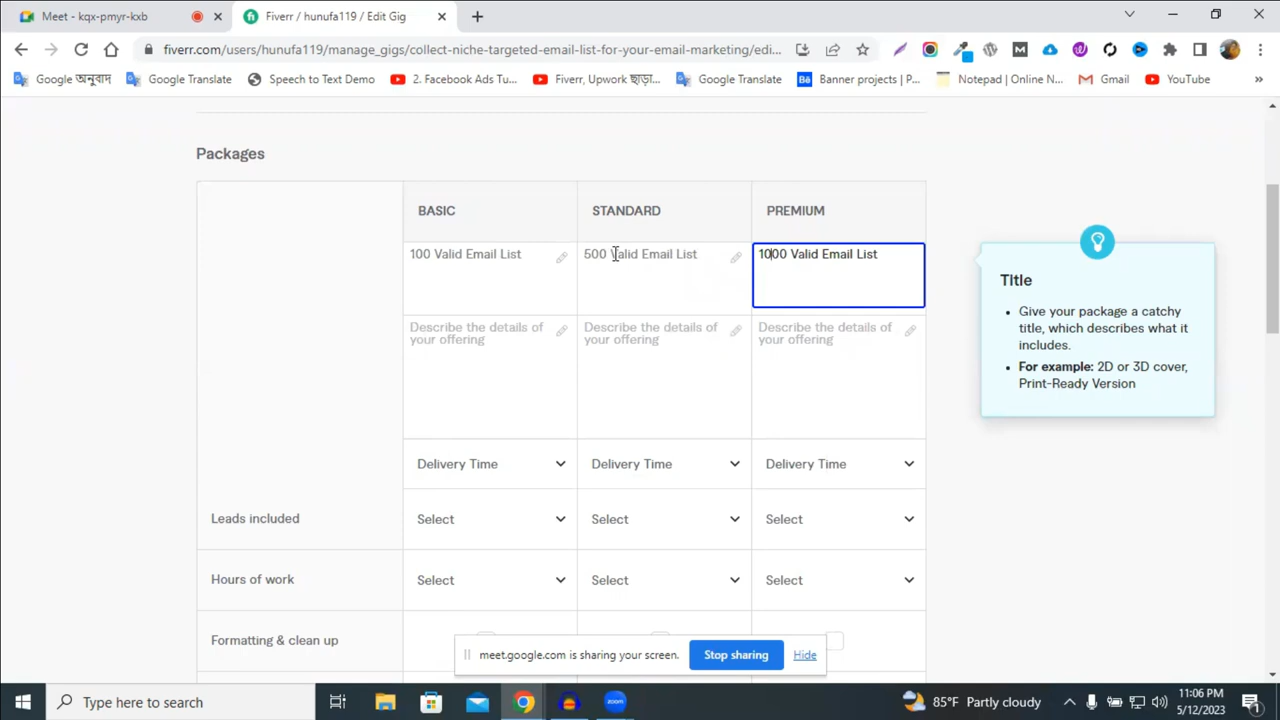 Meet - kqx-pmyr-kxb
Fiverr / hunufa119 / Edit Gig
fiverr.com/users/hunufa119/manage_gigs/collect-niche-targeted-email-list-for-your-email-marketing/edi...
Google অনুবাদ
Google Translate
Speech to Text Demo
2. Facebook Ads Tu...
Fiverr, Upwork ছাড়া...
Google Translate
Banner projects | P...
Notepad | Online N...
Gmail
YouTube
»
Packages
BASIC
STANDARD
PREMIUM
100 Valid Email List
500 Valid Email List
1000 Valid Email List
Title
Give your package a catchy
title, which describes what it
includes.
For example: 2D or 3D cover,
Print-Ready Version
Describe the details of
your offering
Describe the details of
your offering
Describe the details of
your offering
Delivery Time
Delivery Time
Delivery Time
Leads included
Select
Select
Select
Hours of work
Select
Select
Select
Formatting & clean up
meet.google.com is sharing your screen.
Stop sharing
Hide
Type here to search
zoom
85°F Partly cloudy
11:06 PM
5/12/2023
1